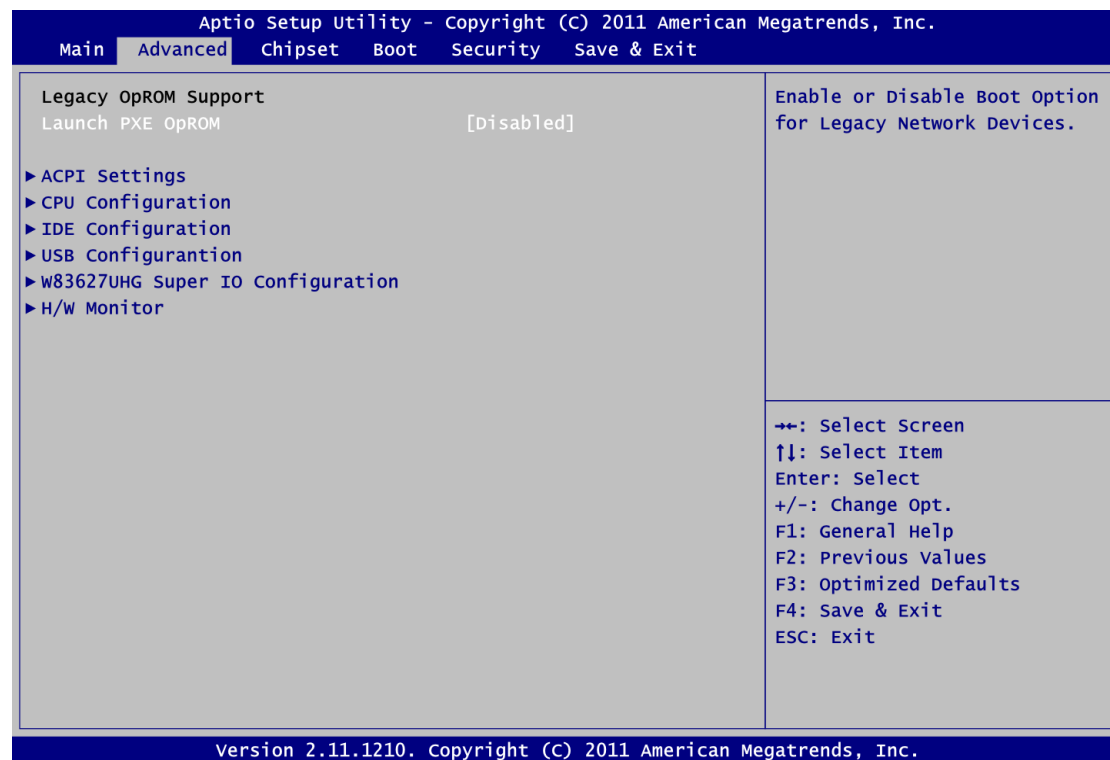 Aptio Setup Utility - Copyright (C) 2011 American Megatrends, Inc.
Main Advanced Chipset Boot Security Save & Exit
Legacy OpROM Support
Launch PXE OpROM [Disabled]
►ACPI Settings
►CPU Configuration
►IDE Configuration
►USB Configurantion
►W83627UHG Super IO Configuration
►H/W Monitor
Enable or Disable Boot Option
for Legacy Network Devices.
→←: Select Screen
↑↓: Select Item
Enter: Select
+/-: Change Opt.
F1: General Help
F2: Previous Values
F3: Optimized Defaults
F4: Save & Exit
ESC: Exit
Version 2.11.1210. Copyright (C) 2011 American Megatrends, Inc.